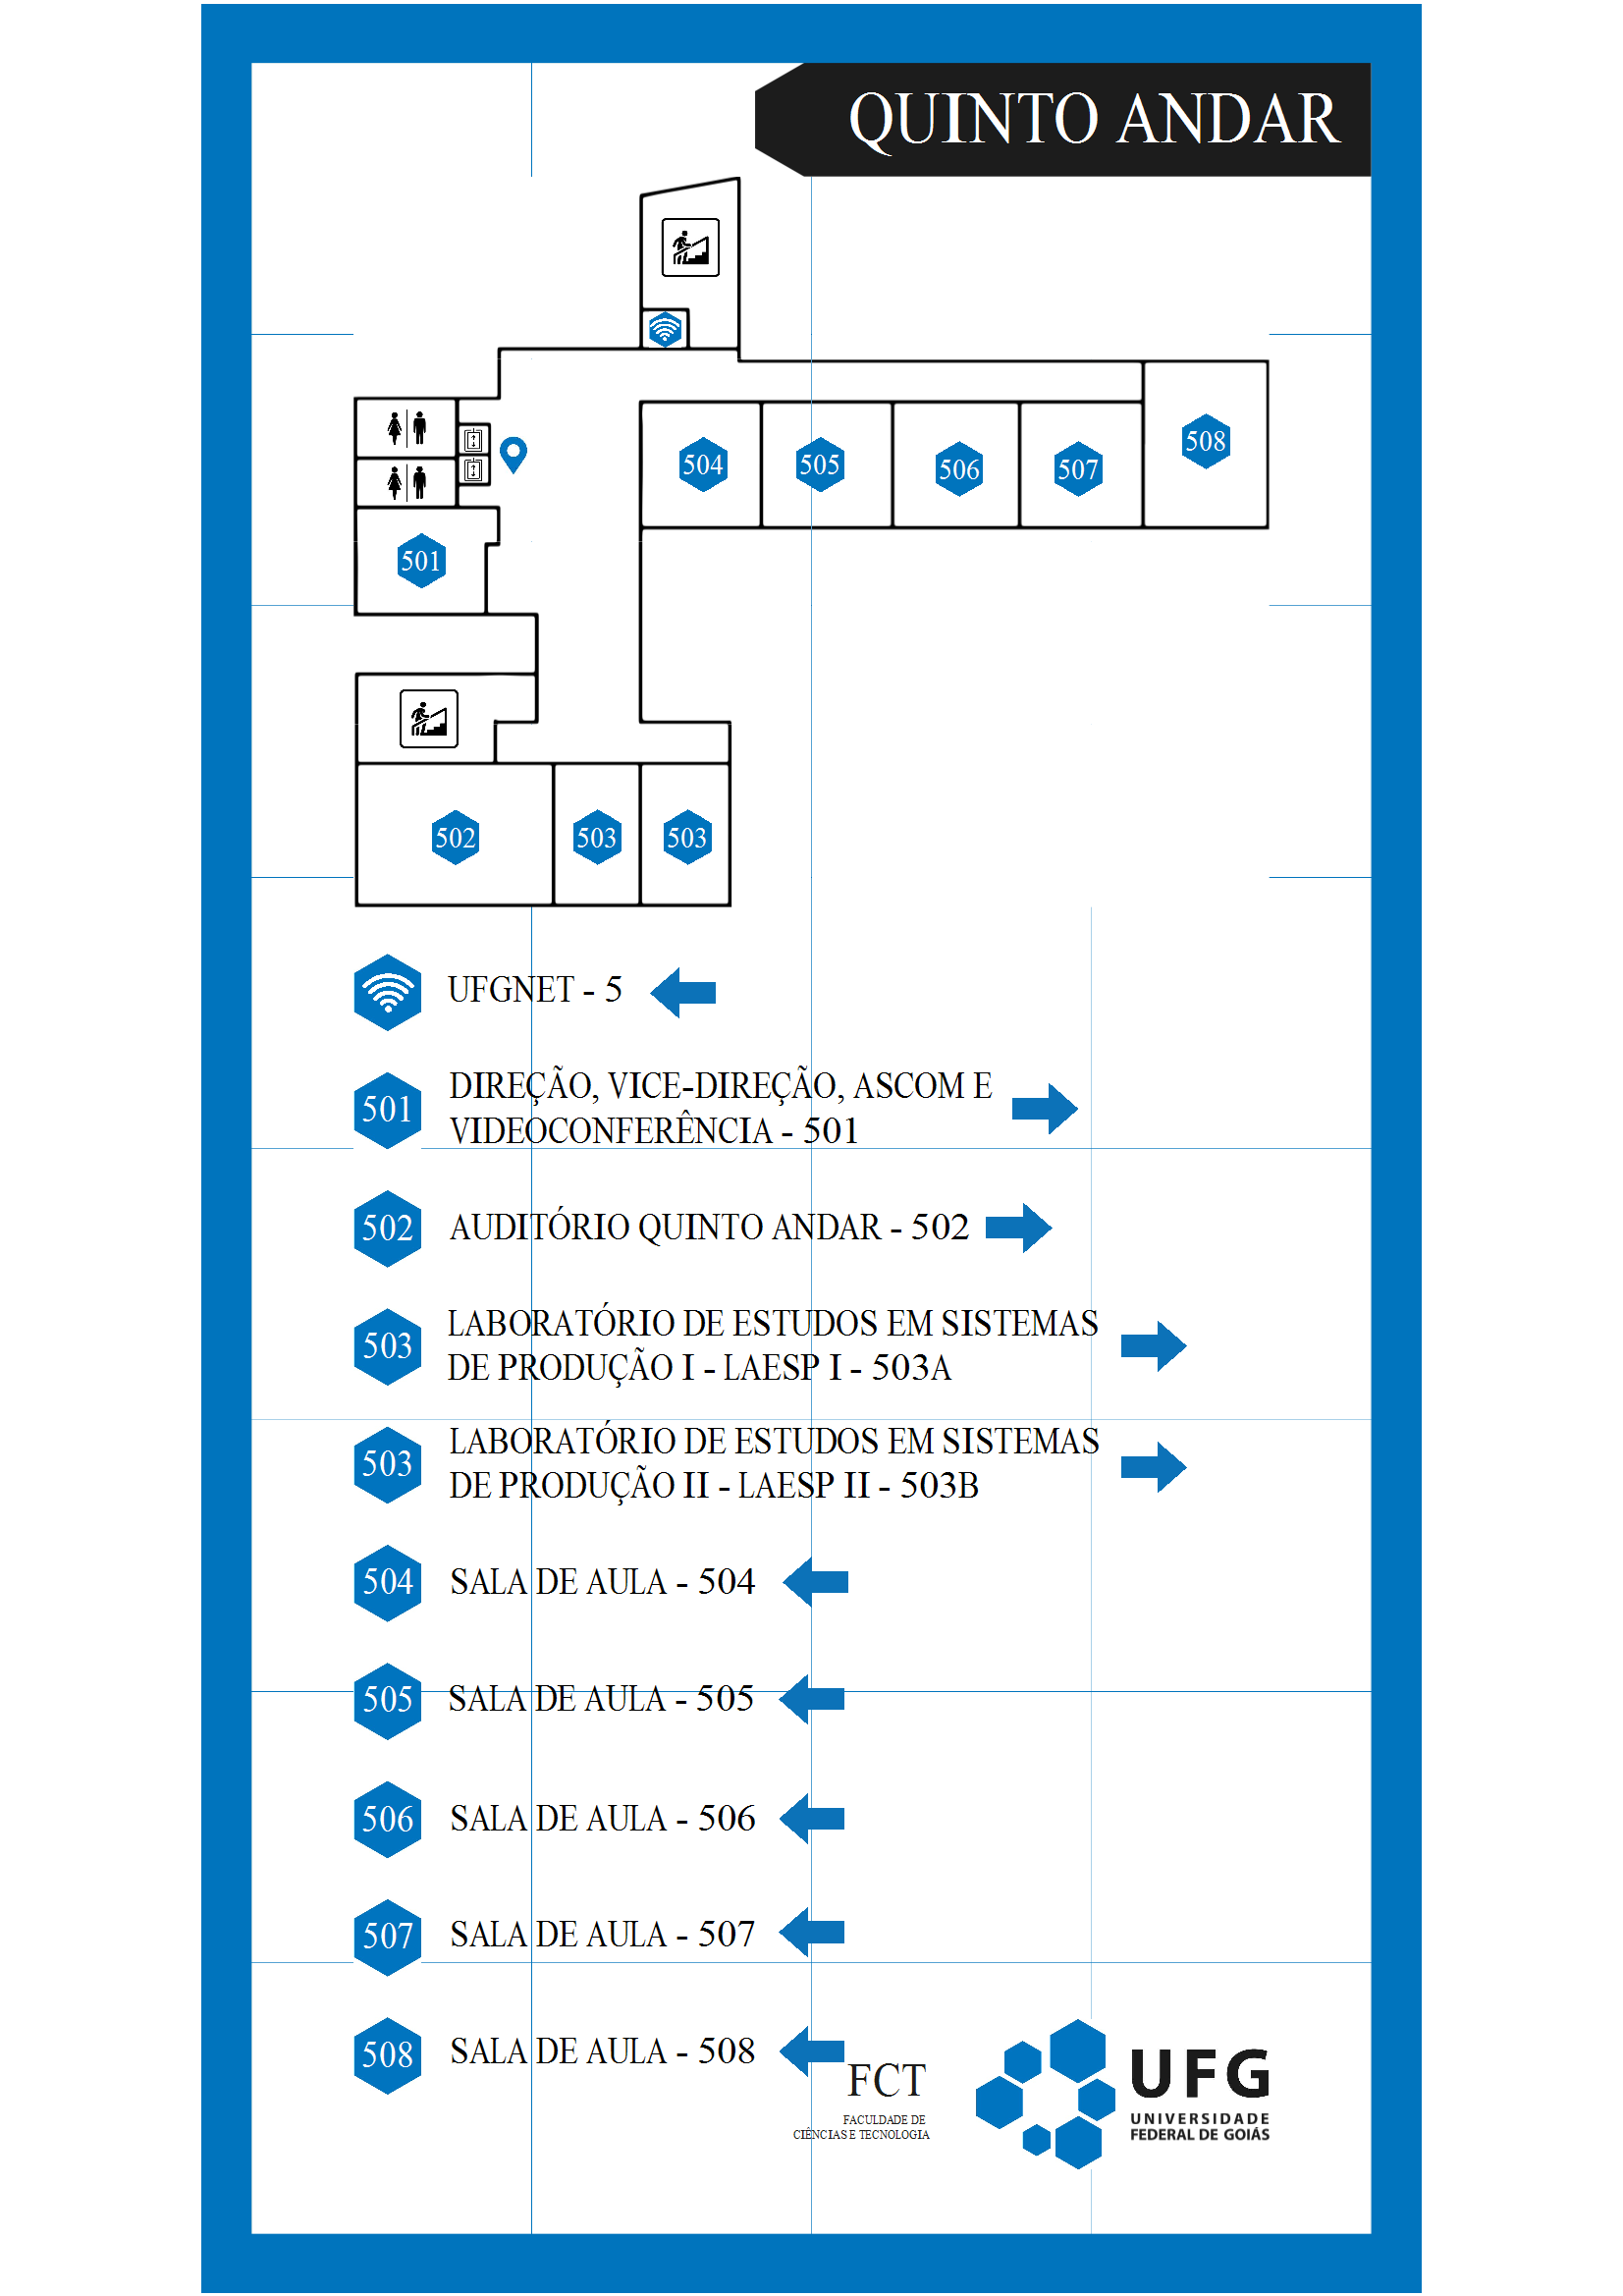 QUINTO ANDAR
504
505
506
507
508
501
502
503
503
UFGNET - 5
501
DIREÇÃO, VICE-DIREÇÃO, ASCOM E
VIDEOCONFERÊNCIA - 501
502
AUDITÓRIO QUINTO ANDAR - 502
503
LABORATÓRIO DE ESTUDOS EM SISTEMAS
DE PRODUÇÃO I - LAESP I - 503A
503
LABORATÓRIO DE ESTUDOS EM SISTEMAS
DE PRODUÇÃO II - LAESP II - 503B
504
SALA DE AULA - 504
505
SALA DE AULA - 505
506
SALA DE AULA - 506
507
SALA DE AULA - 507
508
SALA DE AULA - 508
FCT
FACULDADE DE
CIÊNCIAS E TECNOLOGIA
UFG
UNIVERSIDADE
FEDERAL DE GOIÁS